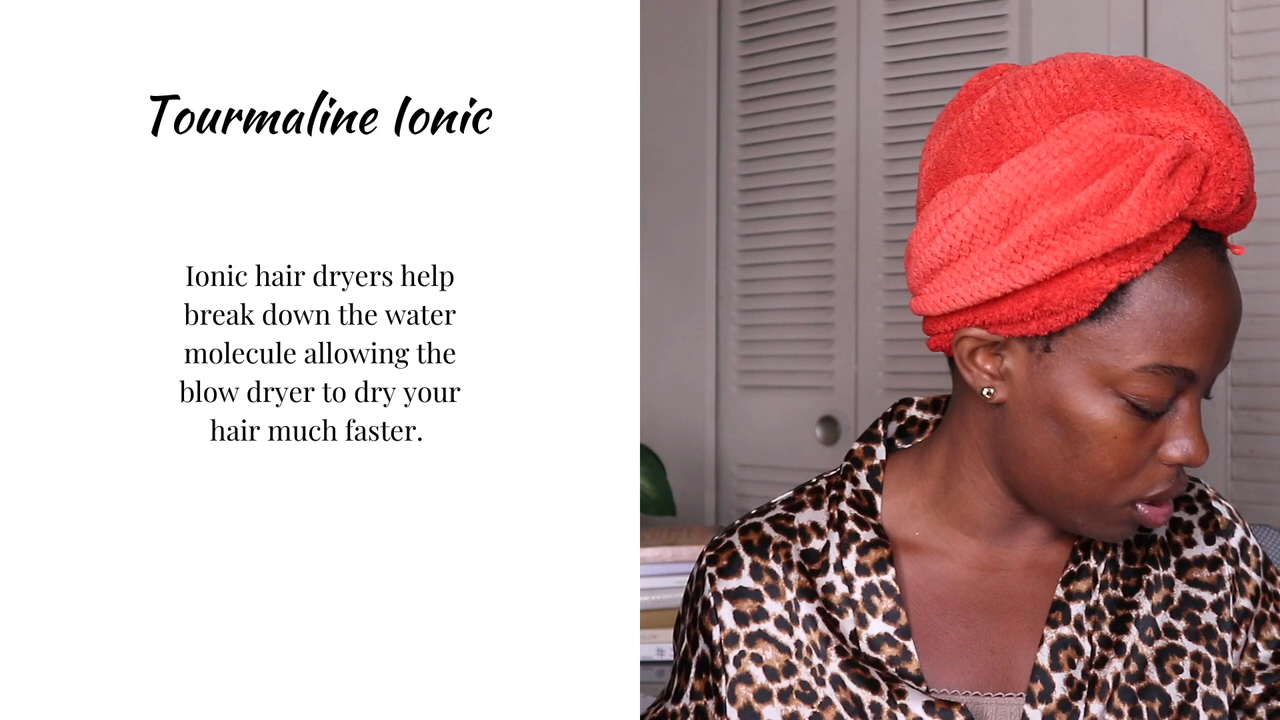 Tourmaline Ionic
Ionic hair dryers help
break down the water
molecule allowing the
blow dryer to dry your
hair much faster.